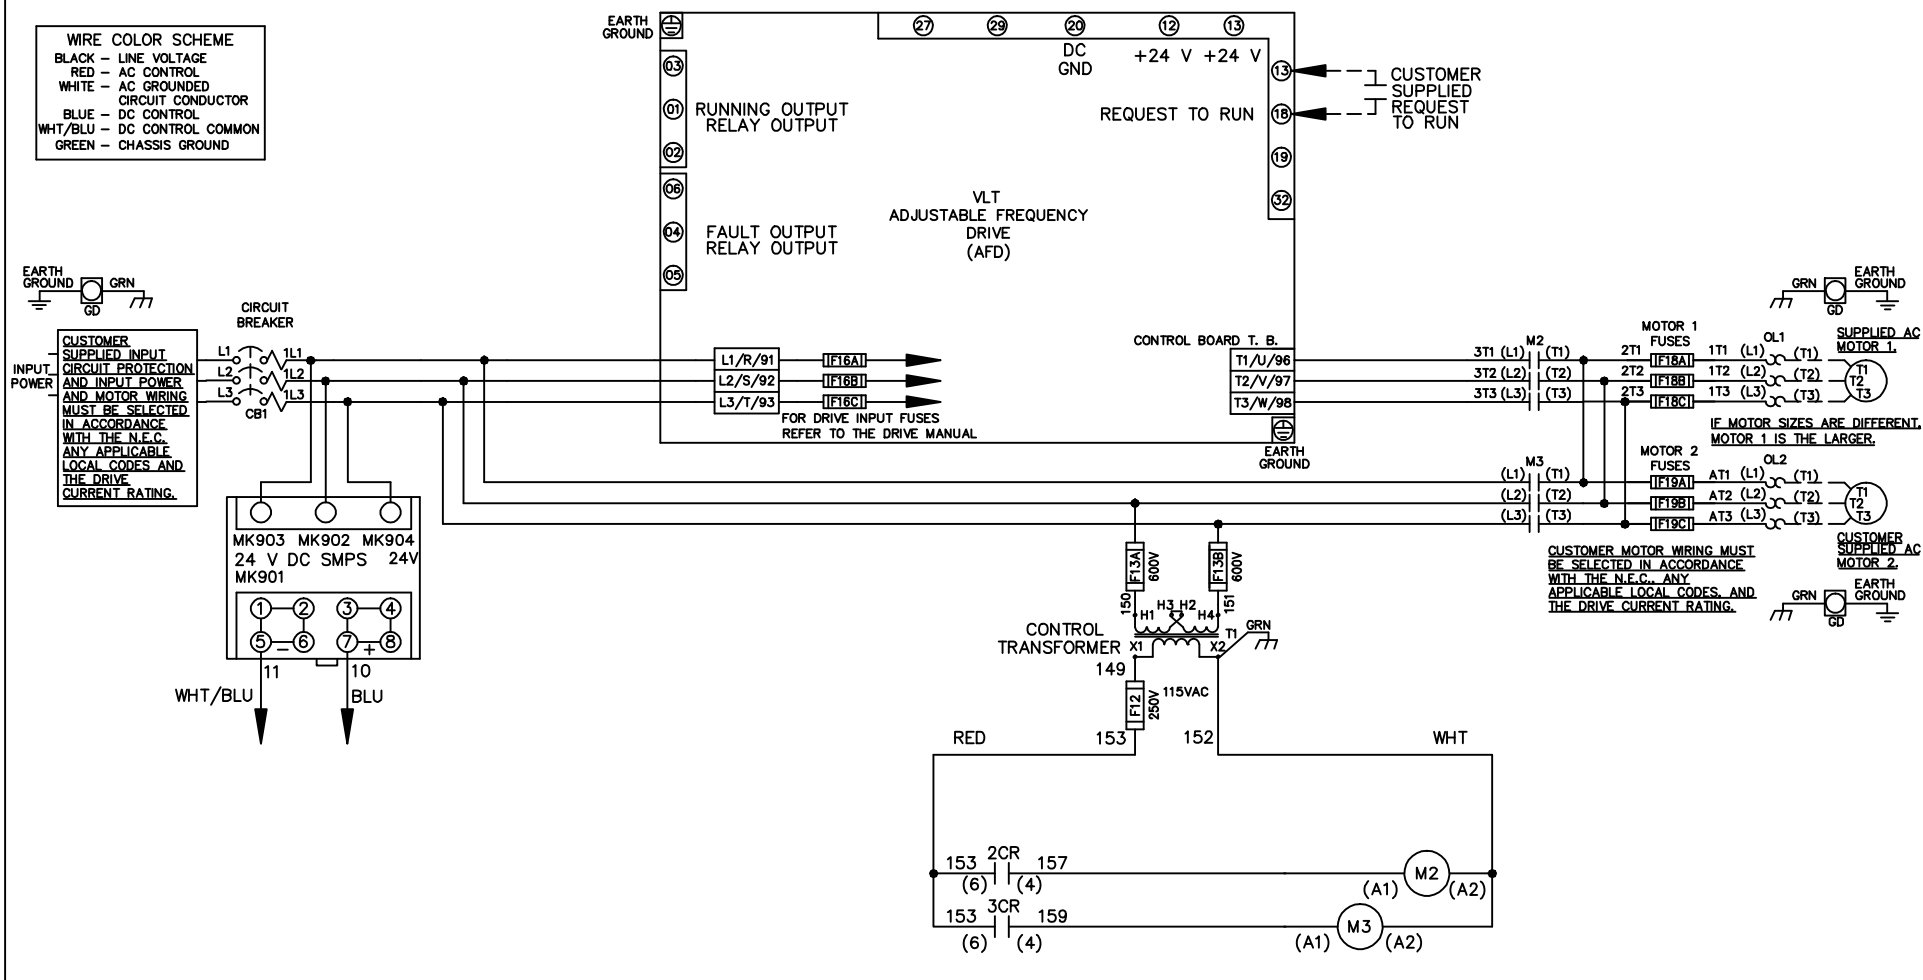 WIRE COLOR SCHEME
BLACK – LINE VOLTAGE
RED – AC CONTROL
WHITE – AC GROUNDED
CIRCUIT CONDUCTOR
BLUE – DC CONTROL
WHT/BLU – DC CONTROL COMMON
GREEN – CHASSIS GROUND
EARTH
GROUND
27
29
20
12
13
DC
GND
+24 V
+24 V
03
01
02
RUNNING OUTPUT
RELAY OUTPUT
06
04
05
FAULT OUTPUT
RELAY OUTPUT
VLT
ADJUSTABLE FREQUENCY
DRIVE
(AFD)
REQUEST TO RUN
13
18
19
32
CUSTOMER
SUPPLIED
REQUEST
TO RUN
EARTH
GROUND
GRN
GD
CIRCUIT
BREAKER
INPUT
POWER
CUSTOMER
SUPPLIED INPUT
CIRCUIT PROTECTION
AND INPUT POWER
AND MOTOR WIRING
MUST BE SELECTED
IN ACCORDANCE
WITH THE N.E.C.
ANY APPLICABLE
LOCAL CODES AND
THE DRIVE
CURRENT RATING.
L1
L2
L3
1L1
1L2
1L3
CB1
L1/R/91
L2/S/92
L3/T/93
F16A
F16B
F16C
FOR DRIVE INPUT FUSES
REFER TO THE DRIVE MANUAL
CONTROL BOARD T. B.
T1/U/96
T2/V/97
T3/W/98
EARTH
GROUND
M2
3T1 (L1) (T1)
3T2 (L2) (T2)
3T3 (L3) (T3)
MOTOR 1
FUSES
2T1 F18A 1T1 (L1) (T1)
2T2 F18B 1T2 (L2) (T2)
2T3 F18C 1T3 (L3) (T3)
OL1
T1
T2
T3
GRN
GD
EARTH
GROUND
SUPPLIED AC
MOTOR 1.
IF MOTOR SIZES ARE DIFFERENT,
MOTOR 1 IS THE LARGER.
M3
(L1) (T1)
(L2) (T2)
(L3) (T3)
MOTOR 2
FUSES
F19A AT1 (L1) (T1)
F19B AT2 (L2) (T2)
F19C AT3 (L3) (T3)
OL2
T1
T2
T3
CUSTOMER
SUPPLIED AC
MOTOR 2.
CUSTOMER MOTOR WIRING MUST
BE SELECTED IN ACCORDANCE
WITH THE N.E.C., ANY
APPLICABLE LOCAL CODES, AND
THE DRIVE CURRENT RATING.
GRN
GD
EARTH
GROUND
MK903 MK902 MK904
24 V DC SMPS 24V
MK901
1 2 3 4
5 – 6 7 + 8
11
10
WHT/BLU
BLU
F13A
600V
F13B
600V
150
151
H1 H3 H2 H4
CONTROL
TRANSFORMER
X1
X2
T1
GRN
149
F12
250V
115VAC
153
152
RED
WHT
153 2CR 157
(6) (4)
(A1) M2 (A2)
153 3CR 159
(6) (4)
(A1) M3 (A2)